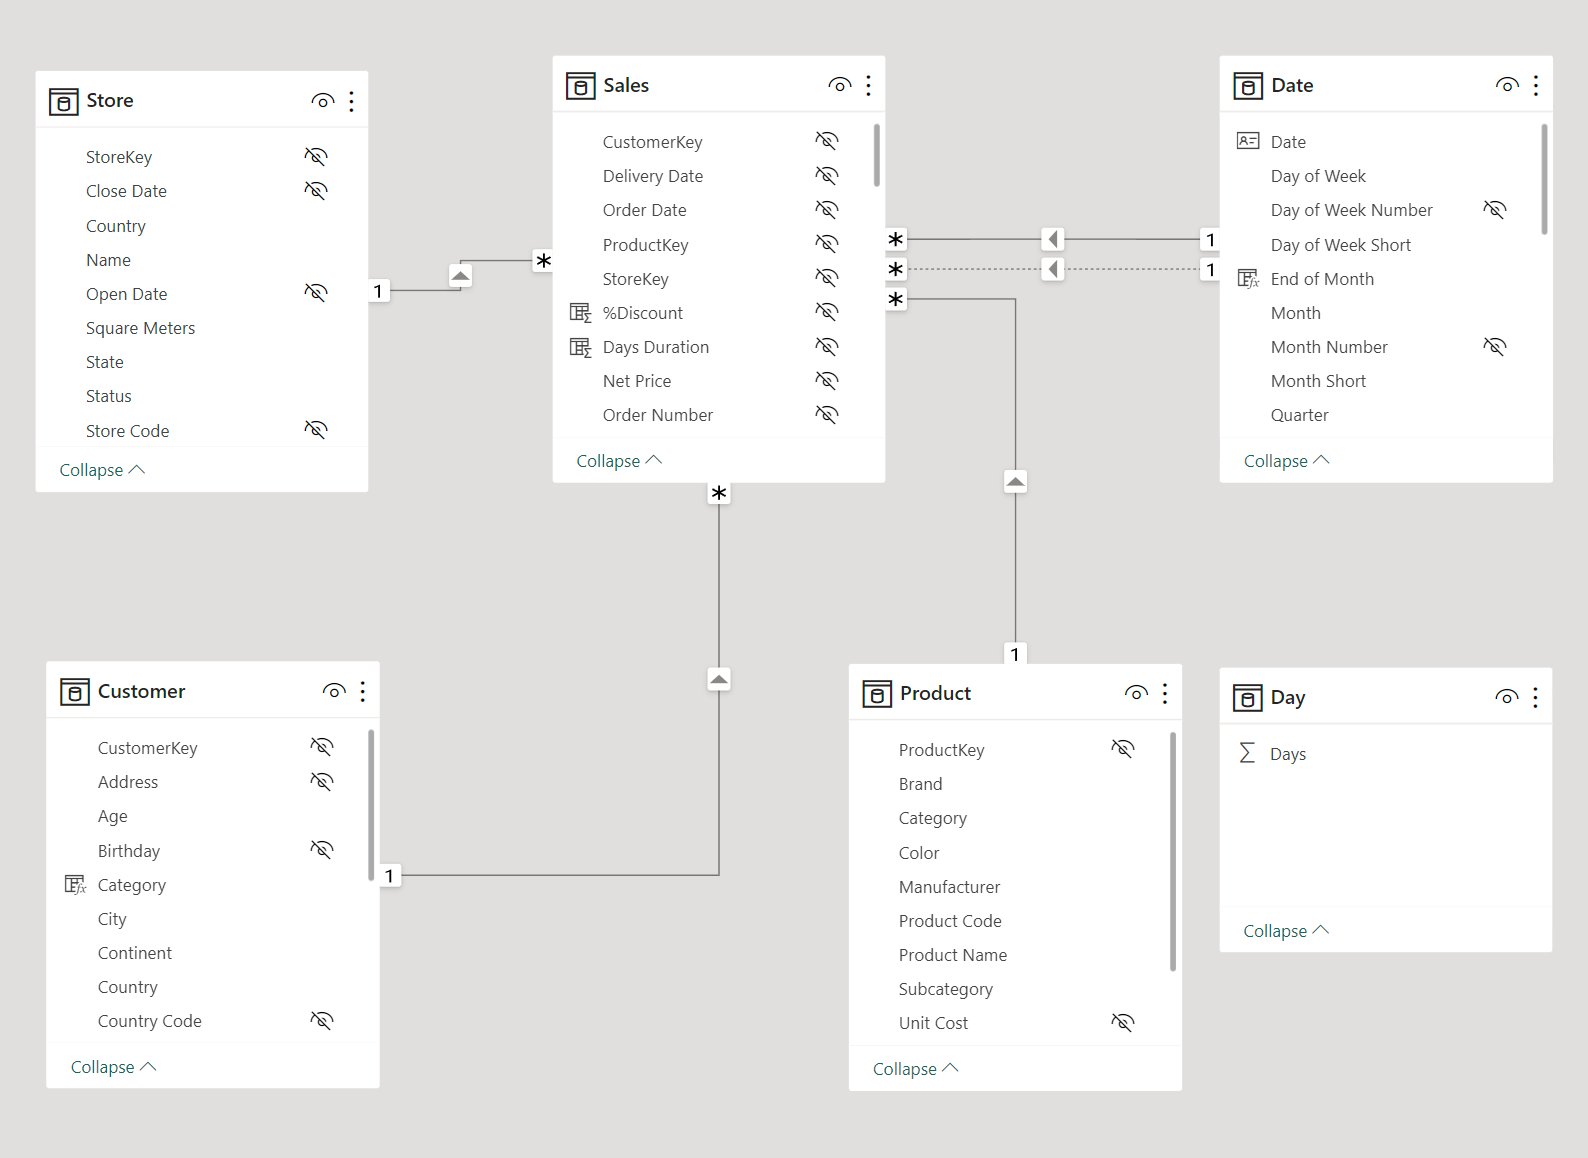 Store
StoreKey
Close Date
Country
Name
Open Date
Square Meters
State
Status
Store Code
Collapse
1
*
Sales
CustomerKey
Delivery Date
Order Date
ProductKey
StoreKey
%Discount
Days Duration
Net Price
Order Number
Collapse
* 1
* 1
*
*
Date
Date
Day of Week
Day of Week Number
Day of Week Short
End of Month
Month
Month Number
Month Short
Quarter
Collapse
Customer
CustomerKey
Address
Age
Birthday
Category
City
Continent
Country
Country Code
Collapse
1
1
Product
ProductKey
Brand
Category
Color
Manufacturer
Product Code
Product Name
Subcategory
Unit Cost
Collapse
Day
Σ Days
Collapse